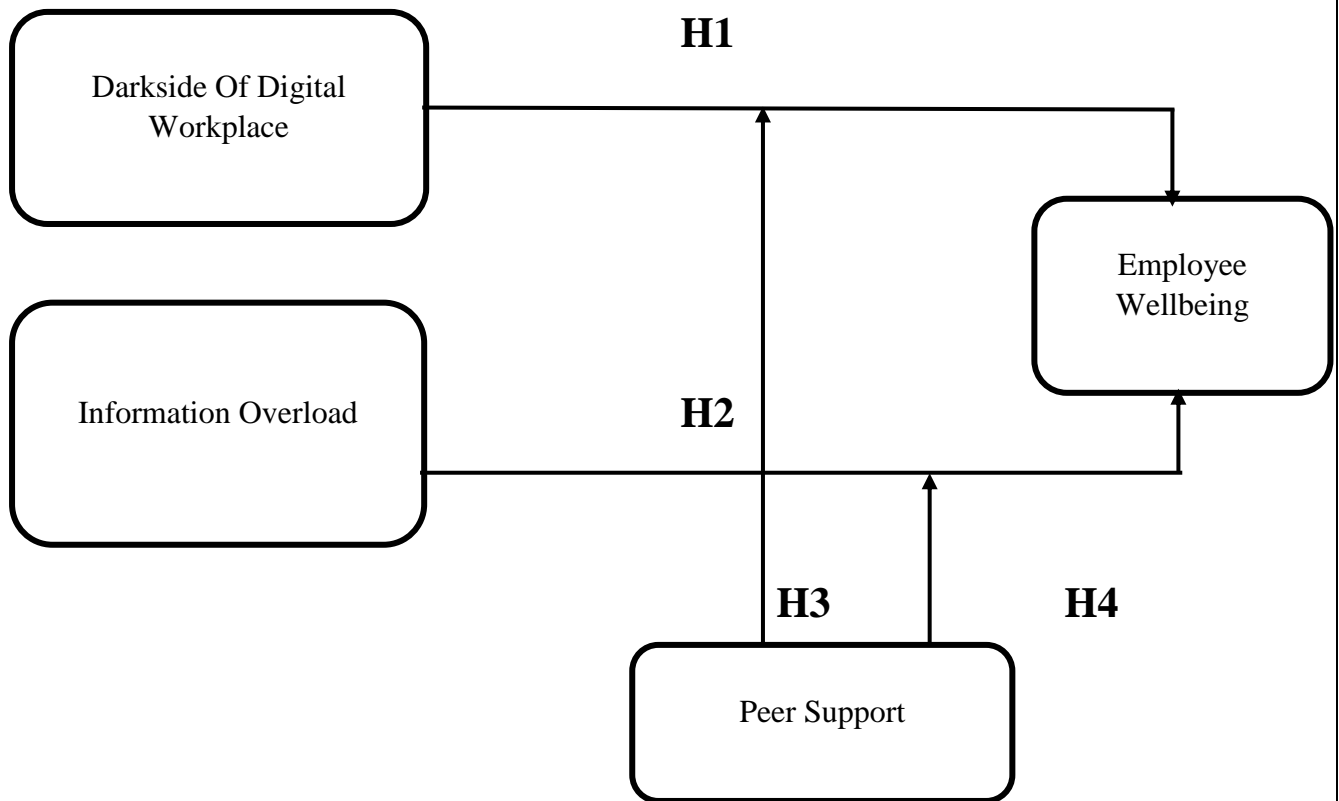 H1
Darkside Of Digital
Workplace
Employee
Wellbeing
Information Overload
H2
H3
H4
Peer Support